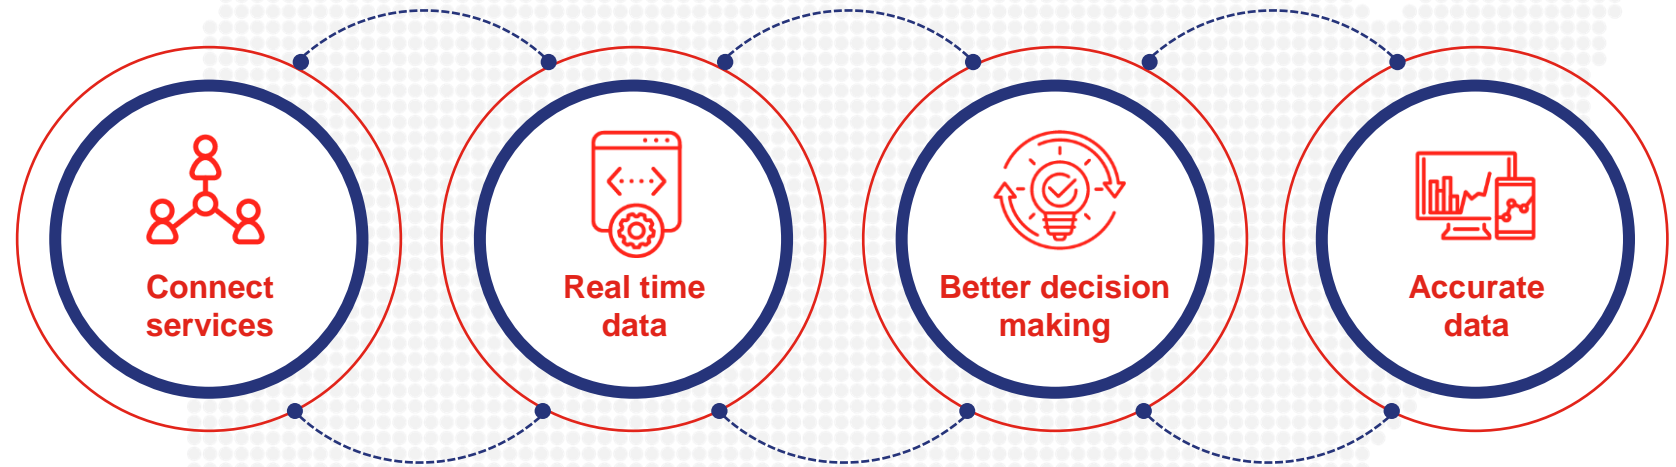 Connect
services
Real time
data
Better decision
making
Accurate
data